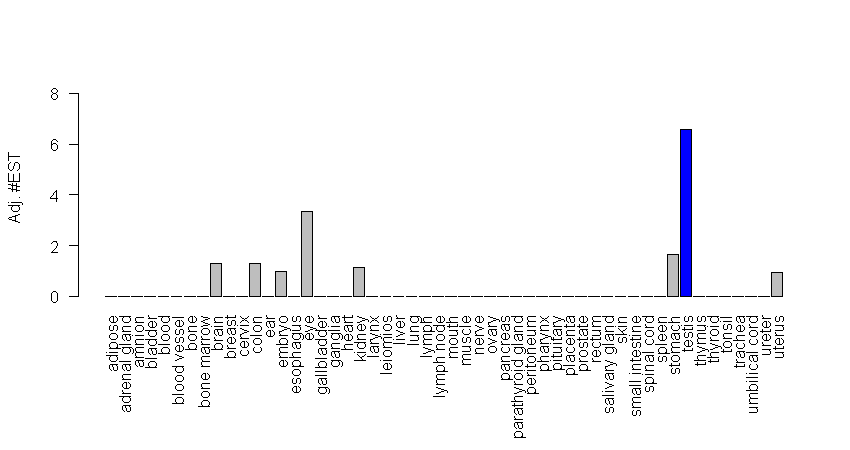 8
6
4
2
0
Adj. #EST
adipose
adrenal gland
amnion
bladder
blood
blood vessel
bone
bone marrow
brain
breast
cervix
colon
ear
embryo
esophagus
eye
gallbladder
ganglia
heart
kidney
larynx
leiomios
liver
lung
lymph
lymph node
mouth
muscle
nerve
ovary
pancreas
parathyroid gland
peritoneum
pharynx
pituitary
placenta
prostate
rectum
salivary gland
skin
small intestine
spinal cord
spleen
stomach
testis
thymus
thyroid
tonsil
trachea
umbilical cord
ureter
uterus